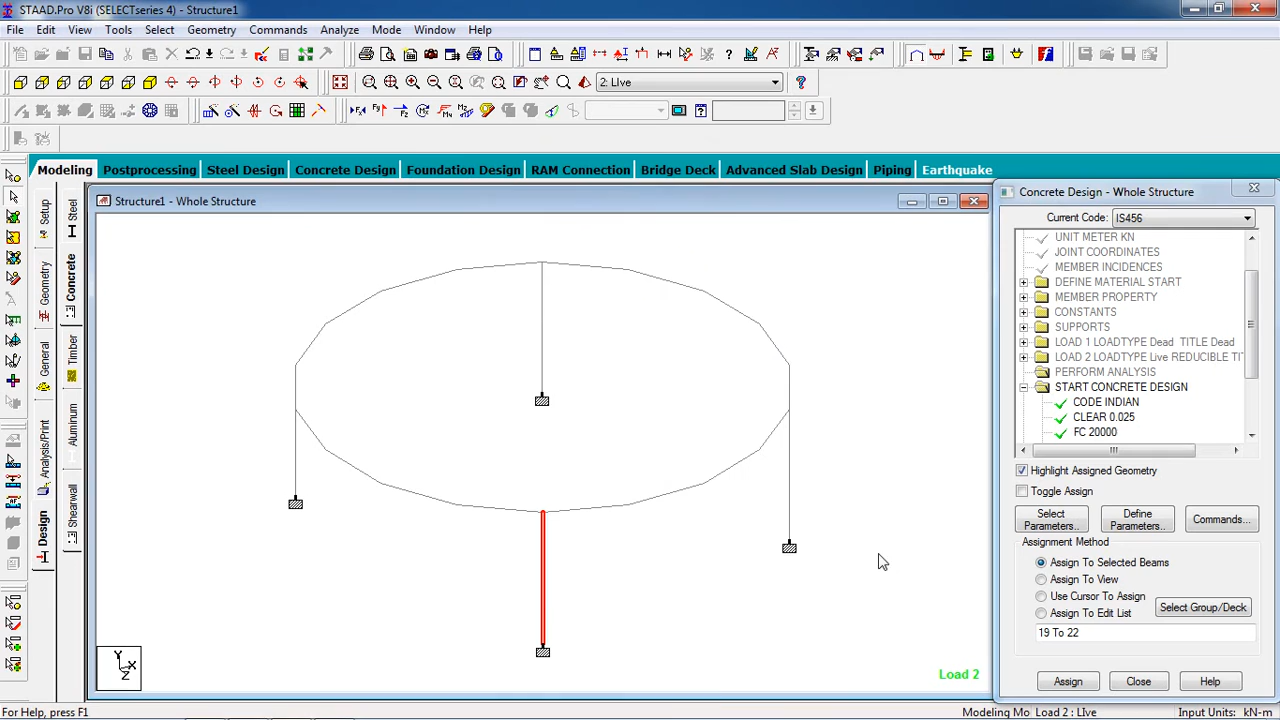 STAAD.Pro V8i (SELECTseries 4) - Structure1
File Edit View Tools Select Geometry Commands Analyze Mode Window Help
2: LIve
Modeling Postprocessing Steel Design Concrete Design Foundation Design RAM Connection Bridge Deck Advanced Slab Design Piping Earthquake
Structure1 - Whole Structure
Setup
Geometry
General
Analysis/Print
Design
Steel
Concrete
Timber
Aluminum
Shearwall
Y
X
Z
Load 2
Concrete Design - Whole Structure
Current Code: IS456
UNIT METER KN
JOINT COORDINATES
MEMBER INCIDENCES
DEFINE MATERIAL START
MEMBER PROPERTY
CONSTANTS
SUPPORTS
LOAD 1 LOADTYPE Dead TITLE Dead
LOAD 2 LOADTYPE Live REDUCIBLE TI
PERFORM ANALYSIS
START CONCRETE DESIGN
CODE INDIAN
CLEAR 0.025
FC 20000
Highlight Assigned Geometry
Toggle Assign
Select Parameters..
Define Parameters..
Commands...
Assignment Method
Assign To Selected Beams
Assign To View
Use Cursor To Assign
Select Group/Deck
Assign To Edit List
19 To 22
Assign Close Help
For Help, press F1
Modeling Mo Load 2 : LIve Input Units: kN-m